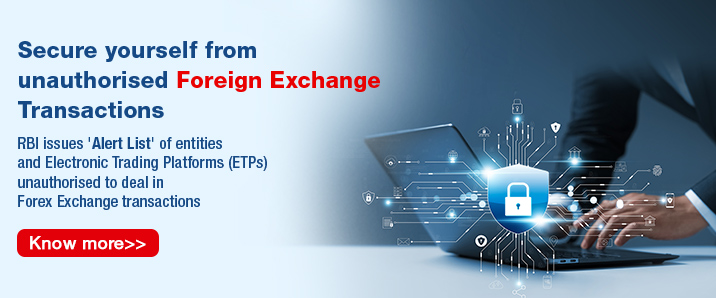 Secure yourself from
unauthorised Foreign Exchange
Transactions
RBI issues 'Alert List' of entities
and Electronic Trading Platforms (ETPs)
unauthorised to deal in
Forex Exchange transactions
Know more>>